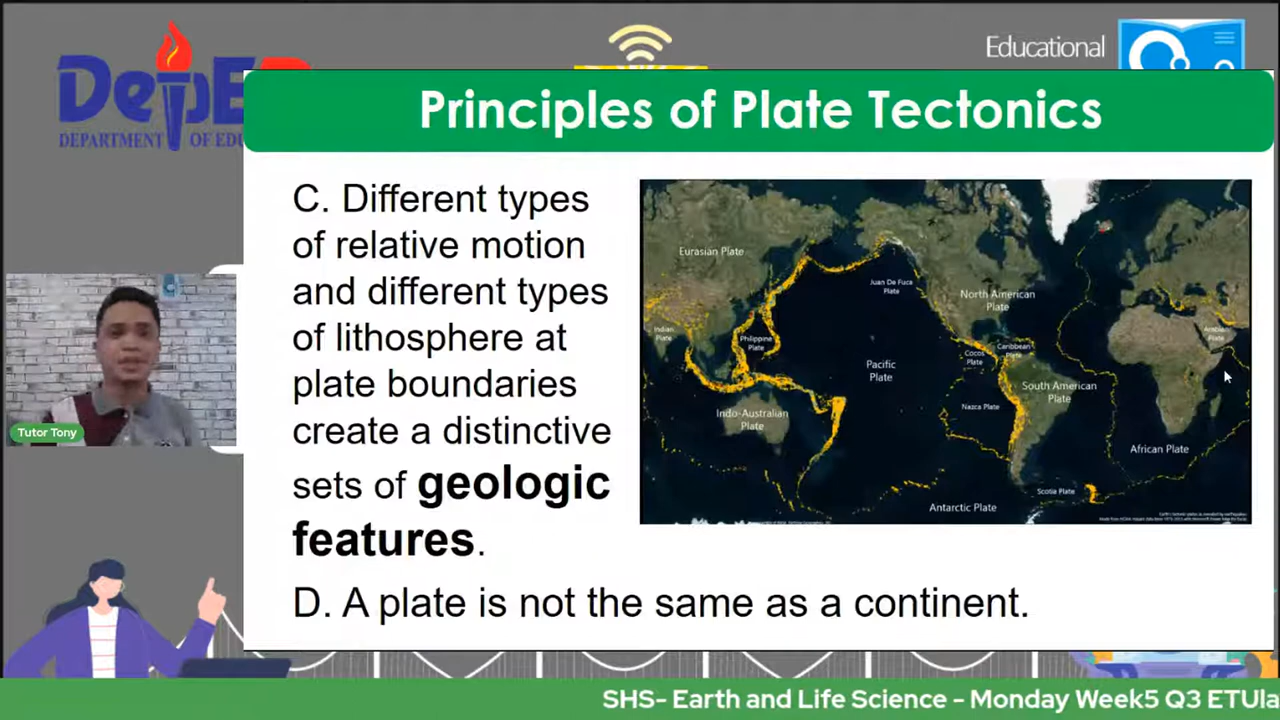 DepE
DEPARTMENT OF EDU
Educational
Principles of Plate Tectonics
C. Different types
of relative motion
and different types
of lithosphere at
plate boundaries
create a distinctive
sets of geologic
features.
D. A plate is not the same as a continent.
Eurasian Plate
Juan De Fuca
Plate
North American
Plate
Indian
Plate
Philippine
Plate
Cocos
Plate
Caribbean
Plate
Arabian
Plate
Pacific
Plate
South American
Plate
Nazca Plate
Indo-Australian
Plate
African Plate
Scotia Plate
Antarctic Plate
Tutor Tony
SHS- Earth and Life Science - Monday Week5 Q3 ETUla